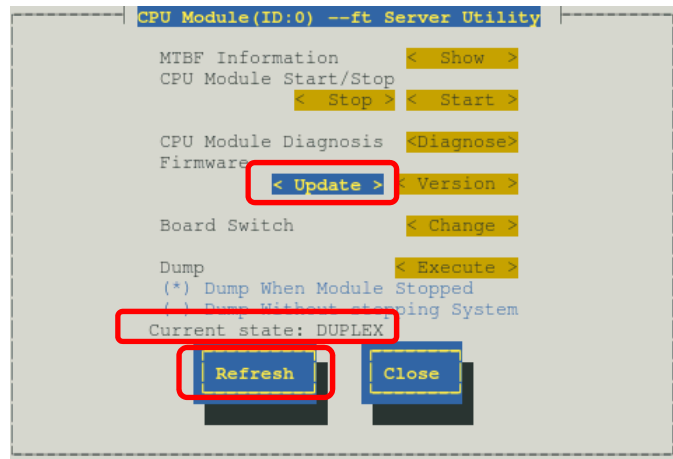 CPU Module(ID:0) --ft Server Utility
MTBF Information < Show >
CPU Module Start/Stop
< Stop > < Start >
CPU Module Diagnosis <Diagnose>
Firmware
< Update > < Version >
Board Switch < Change >
Dump < Execute >
(*) Dump When Module Stopped
( ) Dump Without stopping System
Current state: DUPLEX
Refresh Close